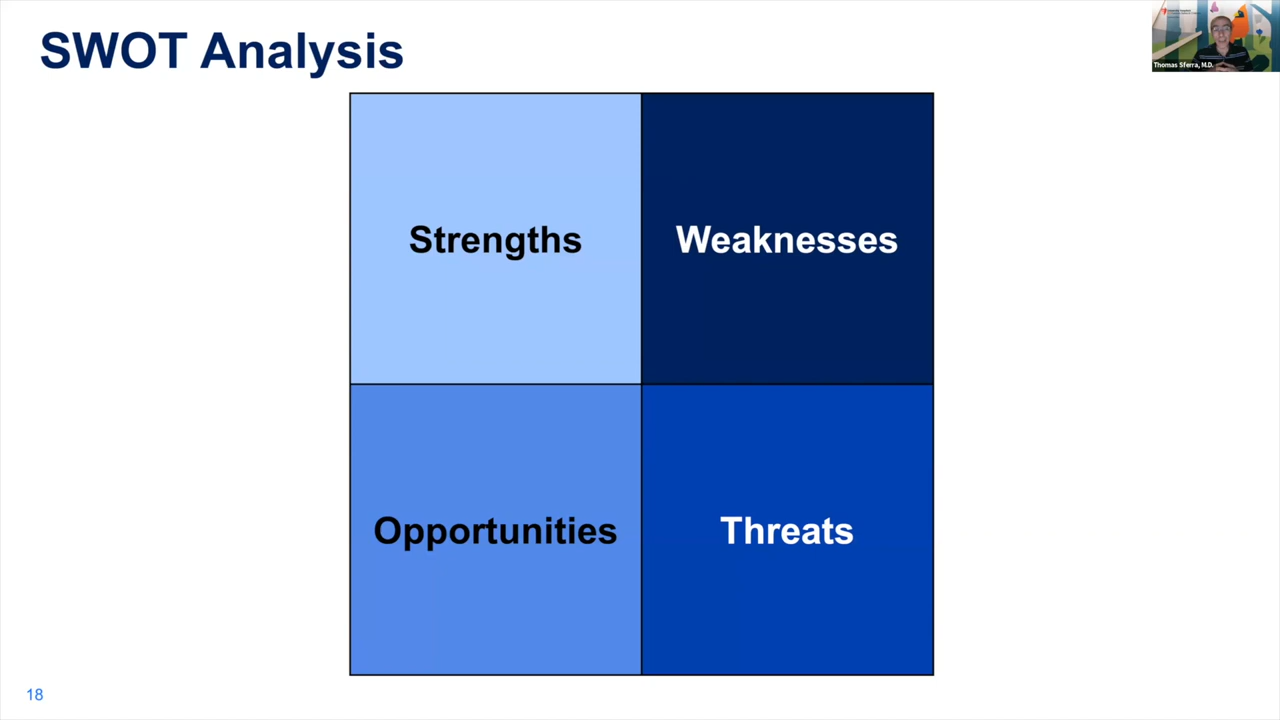 SWOT Analysis
Thomas Sferra, M.D.
Strengths
Weaknesses
Opportunities
Threats
18